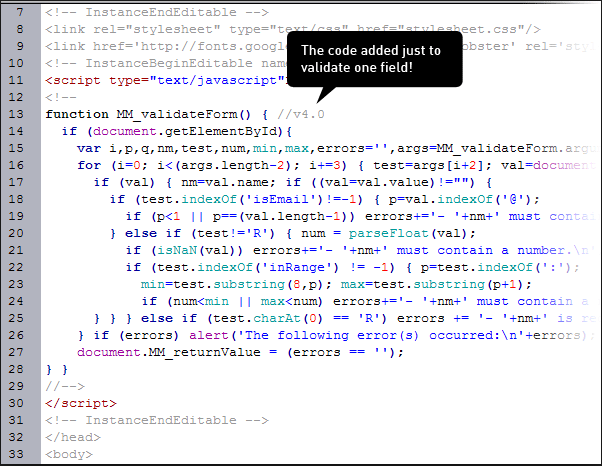 7 <!-- InstanceEndEditable -->
8 <link rel="stylesheet" type="text/css" href="stylesheet.css"/>
9 <link href='http://fonts.goog obster' rel='sty
The code added just to
validate one field!
10 <!-- InstanceBeginEditable nam
11 <script type="text/javascript"
12 <!--
13 function MM_validateForm() { //v4.0
14 if (document.getElementById){
15 var i,p,q,nm,test,num,min,max,errors='',args=MM_validateForm.argu
16 for (i=0; i<(args.length-2); i+=3) { test=args[i+2]; val=document
17 if (val) { nm=val.name; if ((val=val.value)!="") {
18 if (test.indexOf('isEmail')!=-1) { p=val.indexOf('@');
19 if (p<1 || p==(val.length-1)) errors+='- '+nm+' must contai
20 } else if (test!='R') { num = parseFloat(val);
21 if (isNaN(val)) errors+='- '+nm+' must contain a number.\n'
22 if (test.indexOf('inRange') != -1) { p=test.indexOf(':');
23 min=test.substring(8,p); max=test.substring(p+1);
24 if (num<min || max<num) errors+='- '+nm+' must contain a
25 } } } else if (test.charAt(0) == 'R') errors += '- '+nm+' is re
26 } if (errors) alert('The following error(s) occurred:\n'+errors);
27 document.MM_returnValue = (errors == '');
28 } }
29 //-->
30 </script>
31 <!-- InstanceEndEditable -->
32 </head>
33 <body>